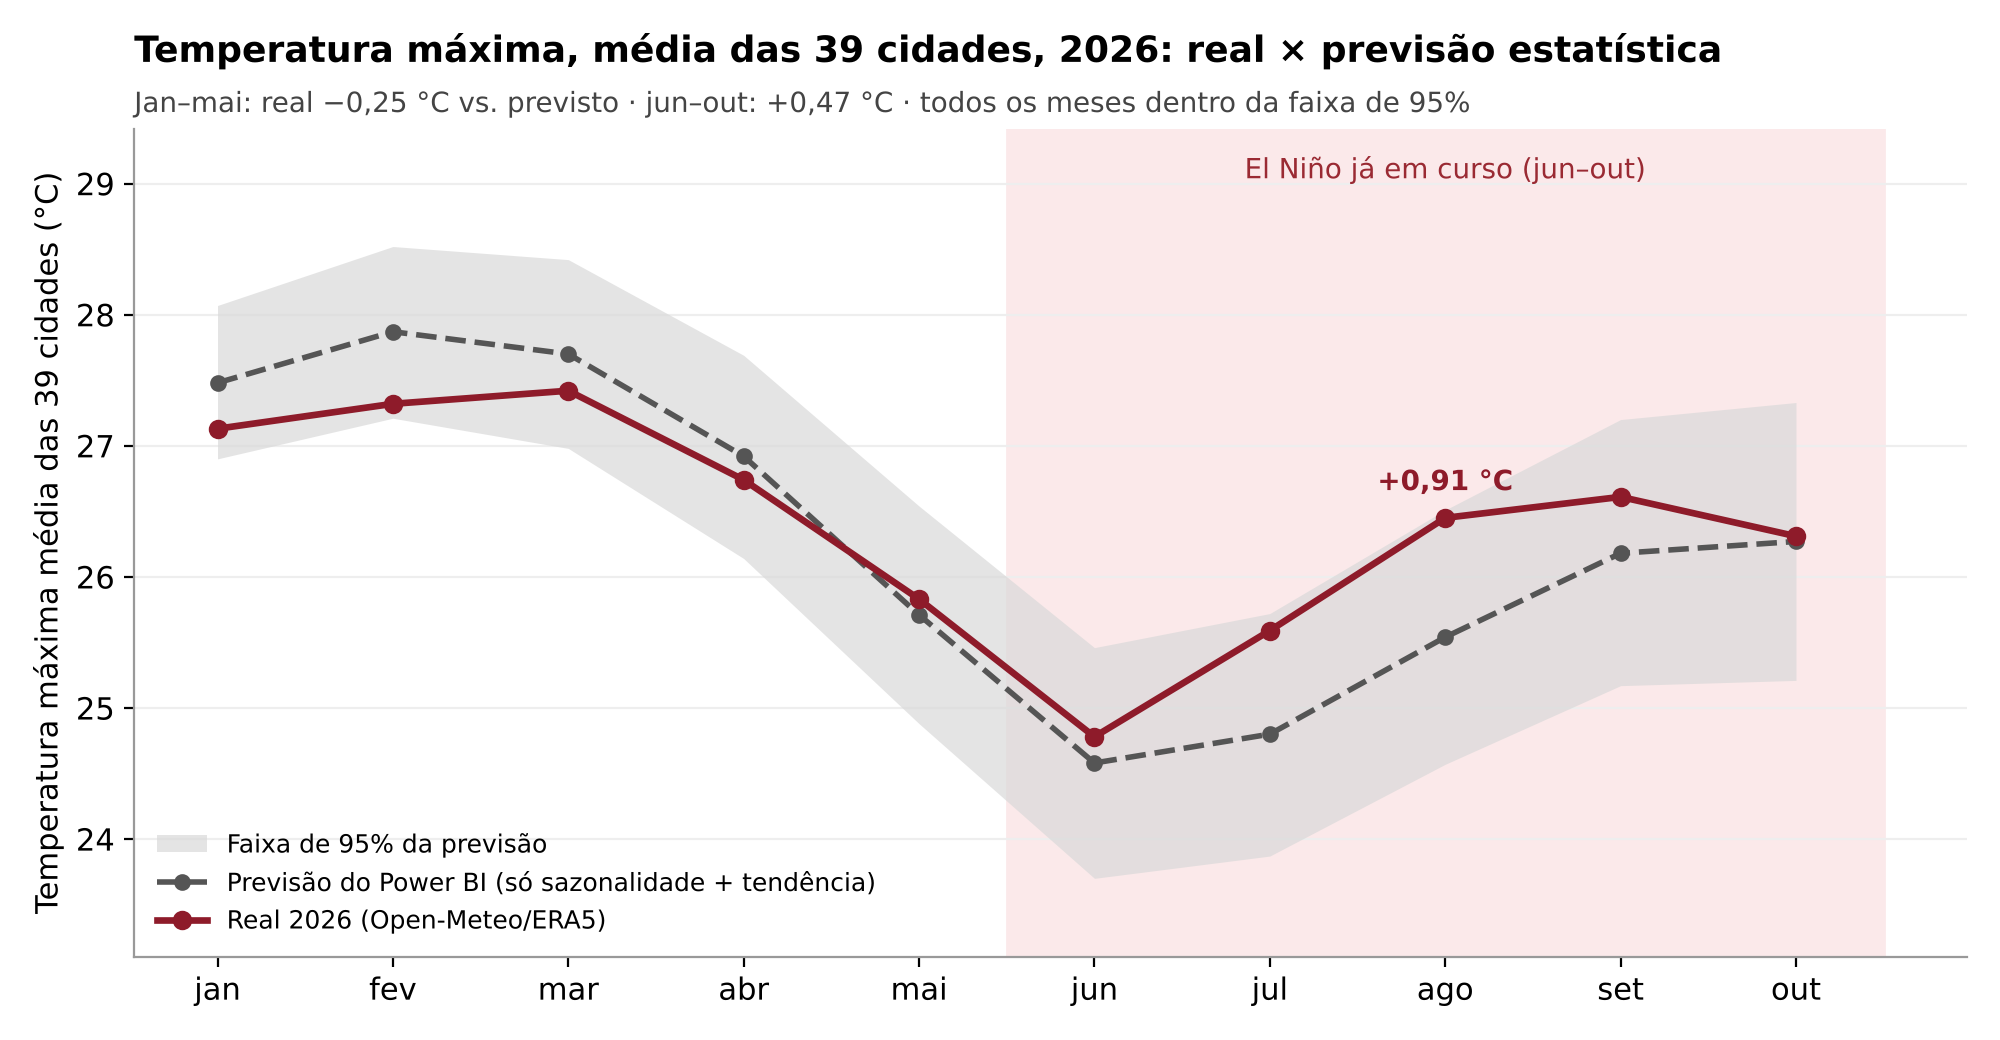 Temperatura máxima, média das 39 cidades, 2026: real × previsão estatística
Jan–mai: real −0,25 °C vs. previsto · jun–out: +0,47 °C · todos os meses dentro da faixa de 95%
El Niño já em curso (jun–out)
Temperatura máxima média das 39 cidades (°C)
29
28
27
26
25
24
+0,91 °C
Faixa de 95% da previsão
Previsão do Power BI (só sazonalidade + tendência)
Real 2026 (Open-Meteo/ERA5)
jan fev mar abr mai jun jul ago set out